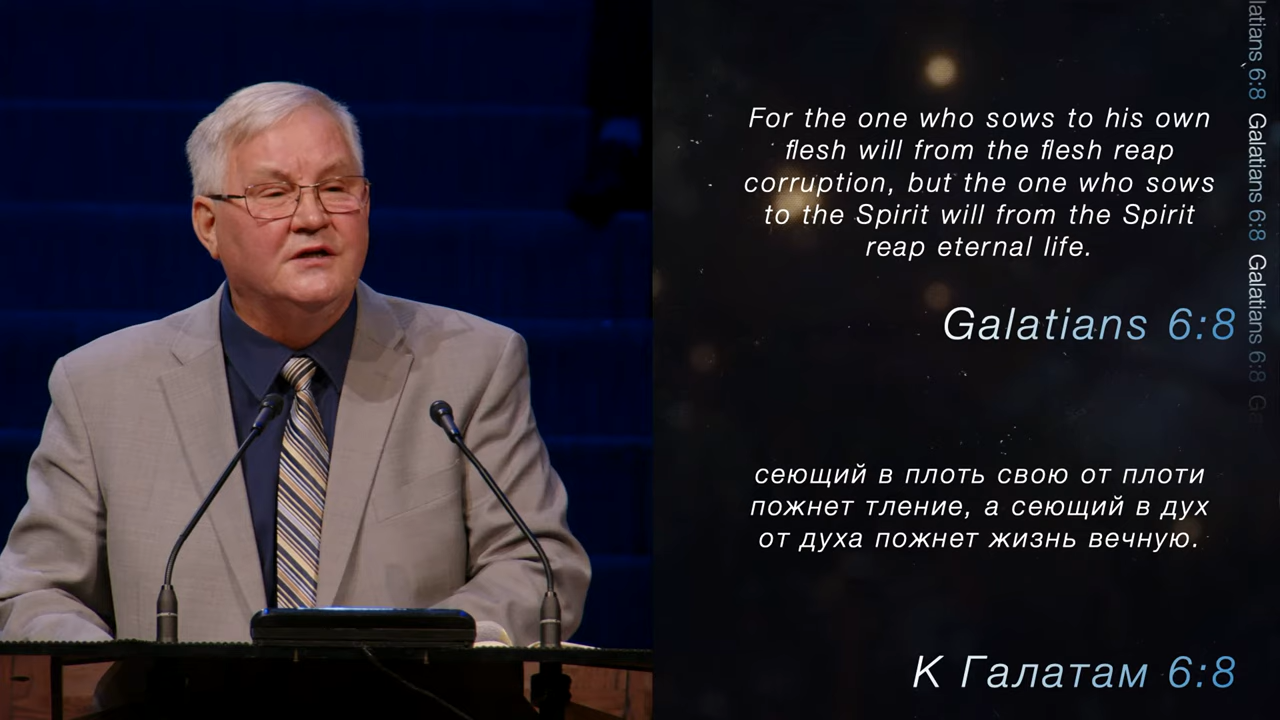 For the one who sows to his own
flesh will from the flesh reap
corruption, but the one who sows
to the Spirit will from the Spirit
reap eternal life.
Galatians 6:8
сеющий в плоть свою от плоти
пожнет тление, а сеющий в дух
от духа пожнет жизнь вечную.
К Галатам 6:8
latians 6:8 Galatians 6:8 Galatians 6:8 Ga